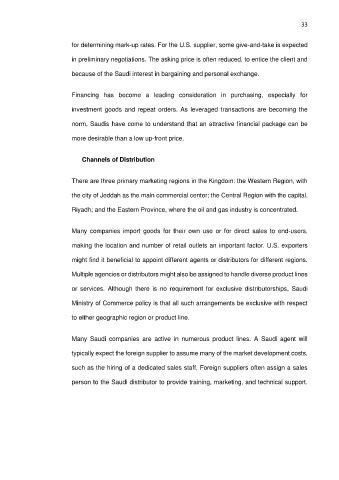 33
for determining mark-up rates. For the U.S. supplier, some give-and-take is expected
in preliminary negotiations. The asking price is often reduced, to entice the client and
because of the Saudi interest in bargaining and personal exchange.
Financing has become a leading consideration in purchasing, especially for
investment goods and repeat orders. As leveraged transactions are becoming the
norm, Saudis have come to understand that an attractive financial package can be
more desirable than a low up-front price.
Channels of Distribution
There are three primary marketing regions in the Kingdom: the Western Region, with
the city of Jeddah as the main commercial center; the Central Region with the capital,
Riyadh; and the Eastern Province, where the oil and gas industry is concentrated.
Many companies import goods for their own use or for direct sales to end-users,
making the location and number of retail outlets an important factor. U.S. exporters
might find it beneficial to appoint different agents or distributors for different regions.
Multiple agencies or distributors might also be assigned to handle diverse product lines
or services. Although there is no requirement for exclusive distributorships, Saudi
Ministry of Commerce policy is that all such arrangements be exclusive with respect
to either geographic region or product line.
Many Saudi companies are active in numerous product lines. A Saudi agent will
typically expect the foreign supplier to assume many of the market development costs,
such as the hiring of a dedicated sales staff. Foreign suppliers often assign a sales
person to the Saudi distributor to provide training, marketing, and technical support.